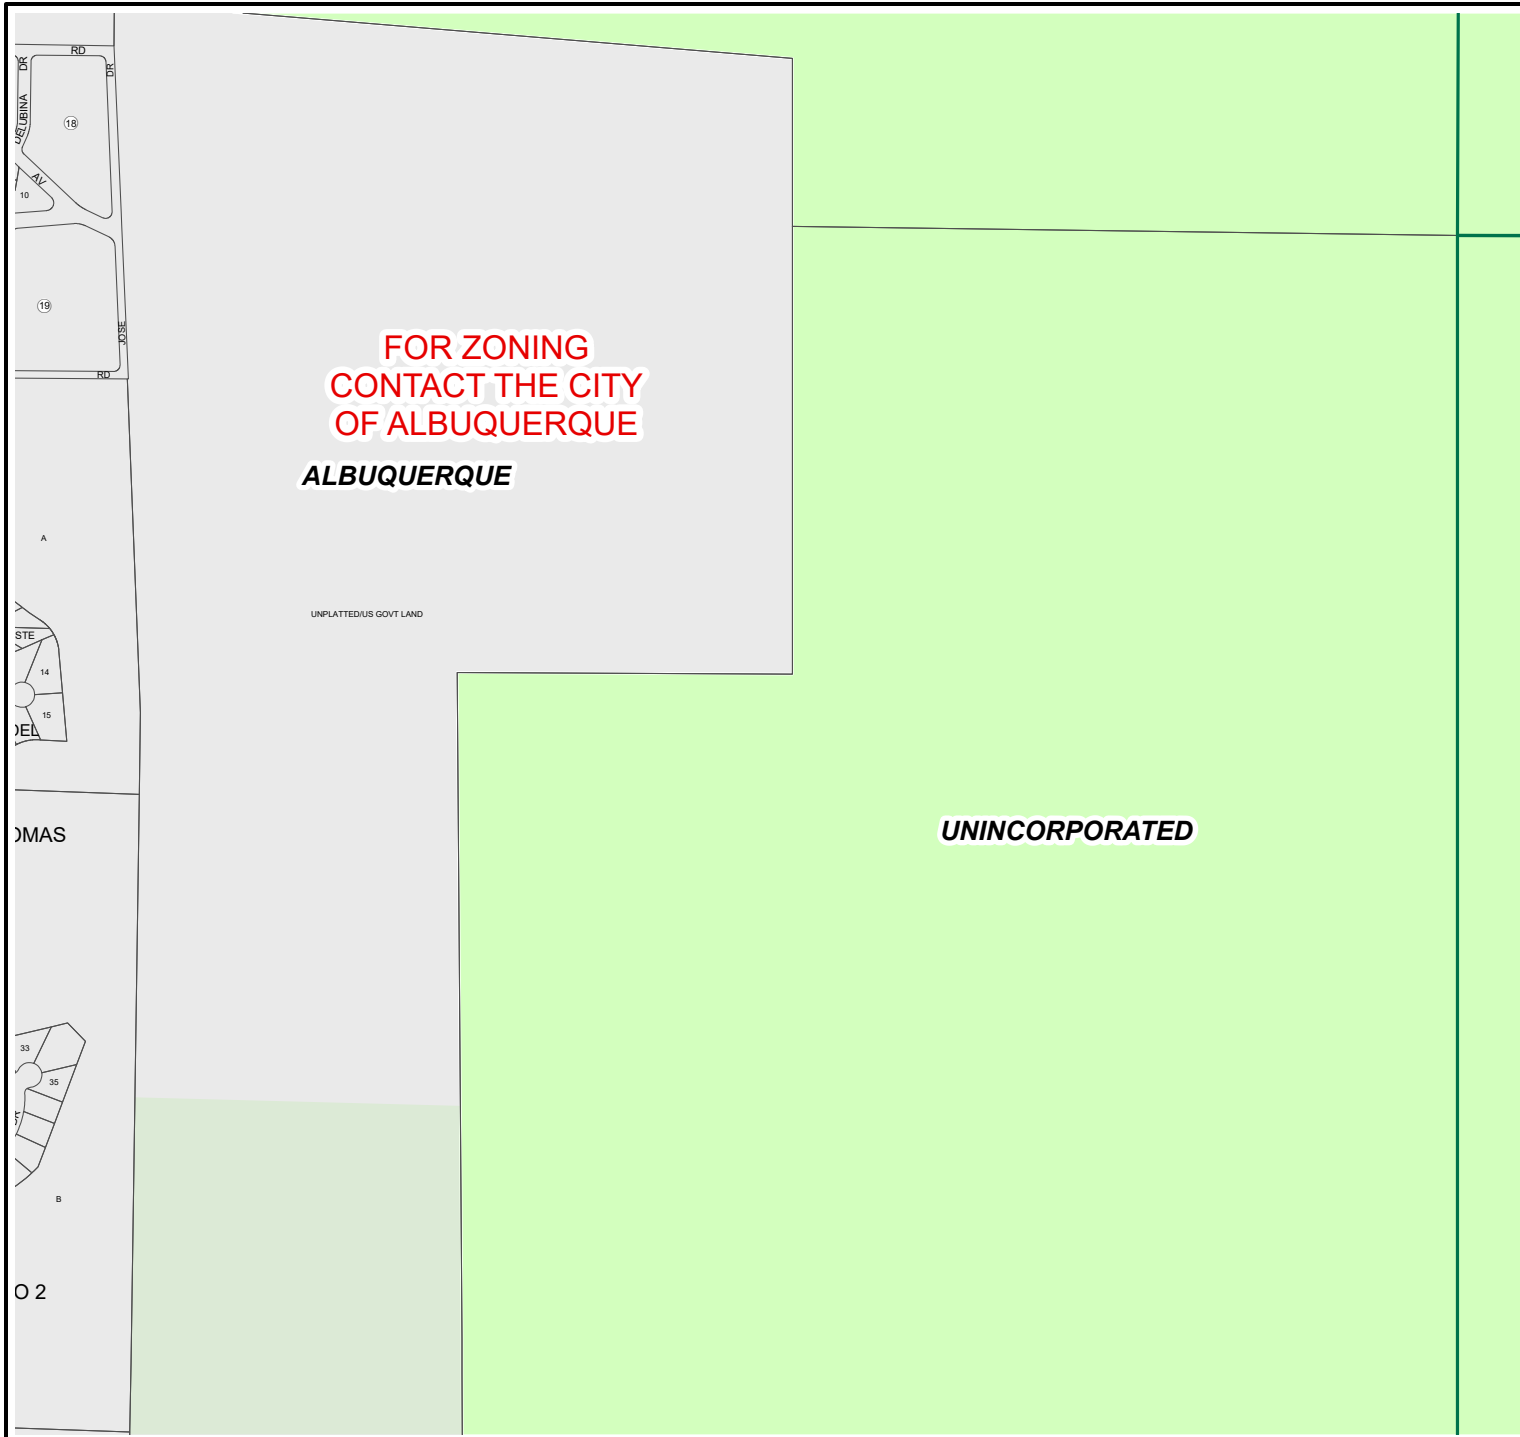 RD
DR
DR
DELUBINA
18
AV
10
19
JOSE
RD
FOR ZONING
CONTACT THE CITY
OF ALBUQUERQUE
ALBUQUERQUE
A
UNPLATTED/US GOVT LAND
STE
14
15
DEL
OMAS
UNINCORPORATED
33
35
B
O 2